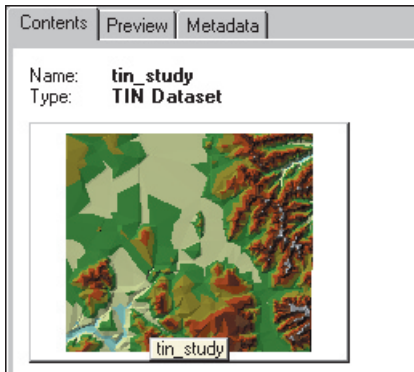 Contents Preview Metadata
Name: tin_study
Type: TIN Dataset
tin_study